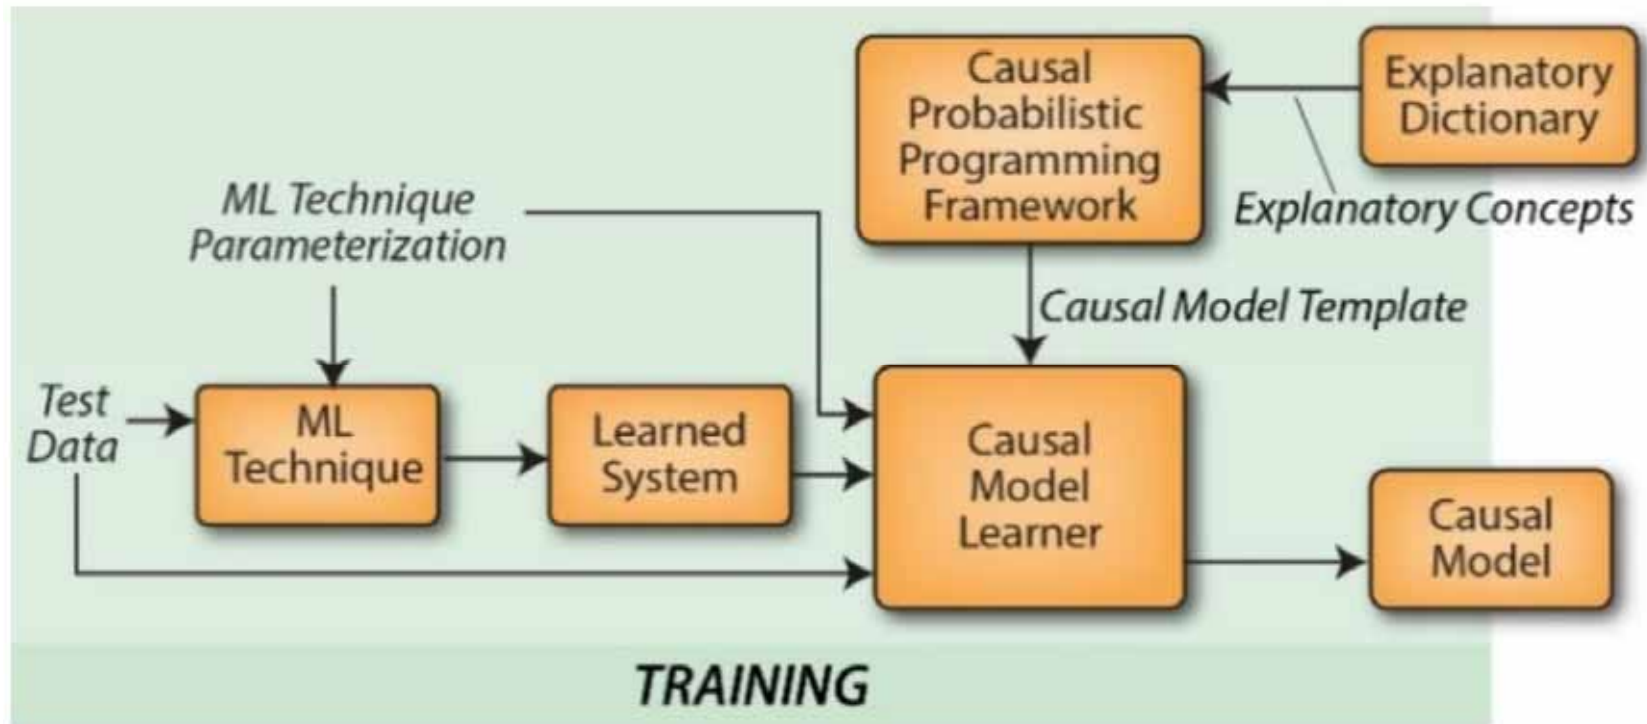 Causal
Probabilistic
Programming
Framework
Explanatory
Dictionary
Explanatory Concepts
ML Technique
Parameterization
Causal Model Template
Test
Data
ML
Technique
Learned
System
Causal
Model
Learner
Causal
Model
TRAINING